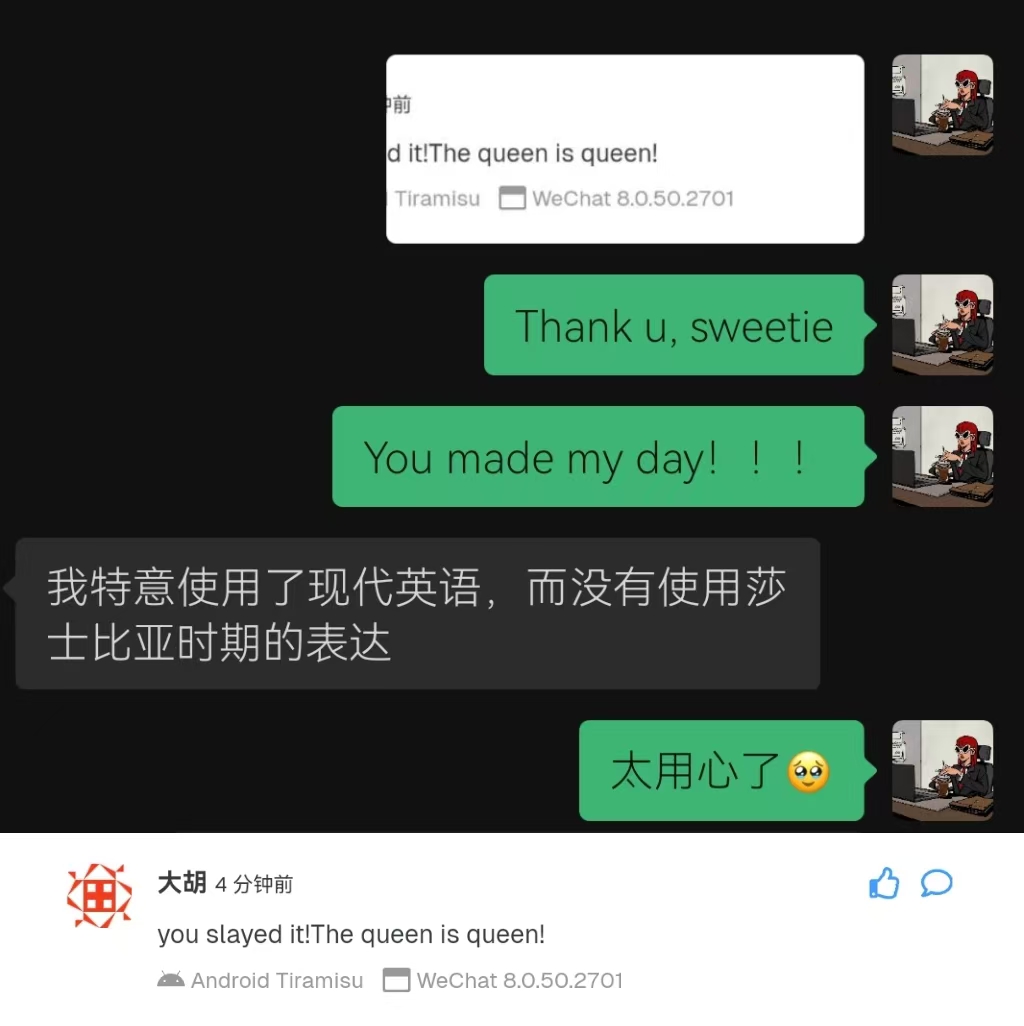 钟前
d it!The queen is queen!
Tiramisu WeChat 8.0.50.2701
Thank u, sweetie
You made my day！！！
我特意使用了现代英语，而没有使用莎
士比亚时期的表达
太用心了🥹
大胡 4 分钟前
you slayed it!The queen is queen!
Android Tiramisu WeChat 8.0.50.2701